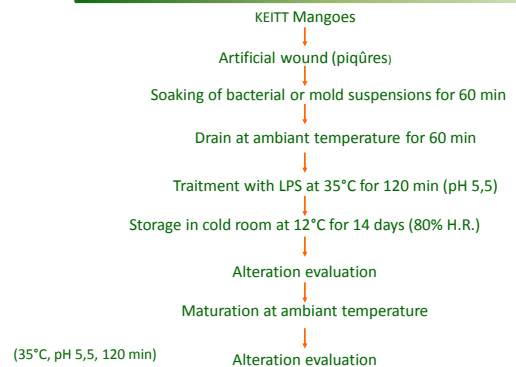 KEITT Mangoes
Artificial wound (piqûres)
Soaking of bacterial or mold suspensions for 60 min
Drain at ambiant temperature for 60 min
Traitment with LPS at 35°C for 120 min (pH 5,5)
Storage in cold room at 12°C for 14 days (80% H.R.)
Alteration evaluation
Maturation at ambiant temperature
(35°C, pH 5,5, 120 min)
Alteration evaluation